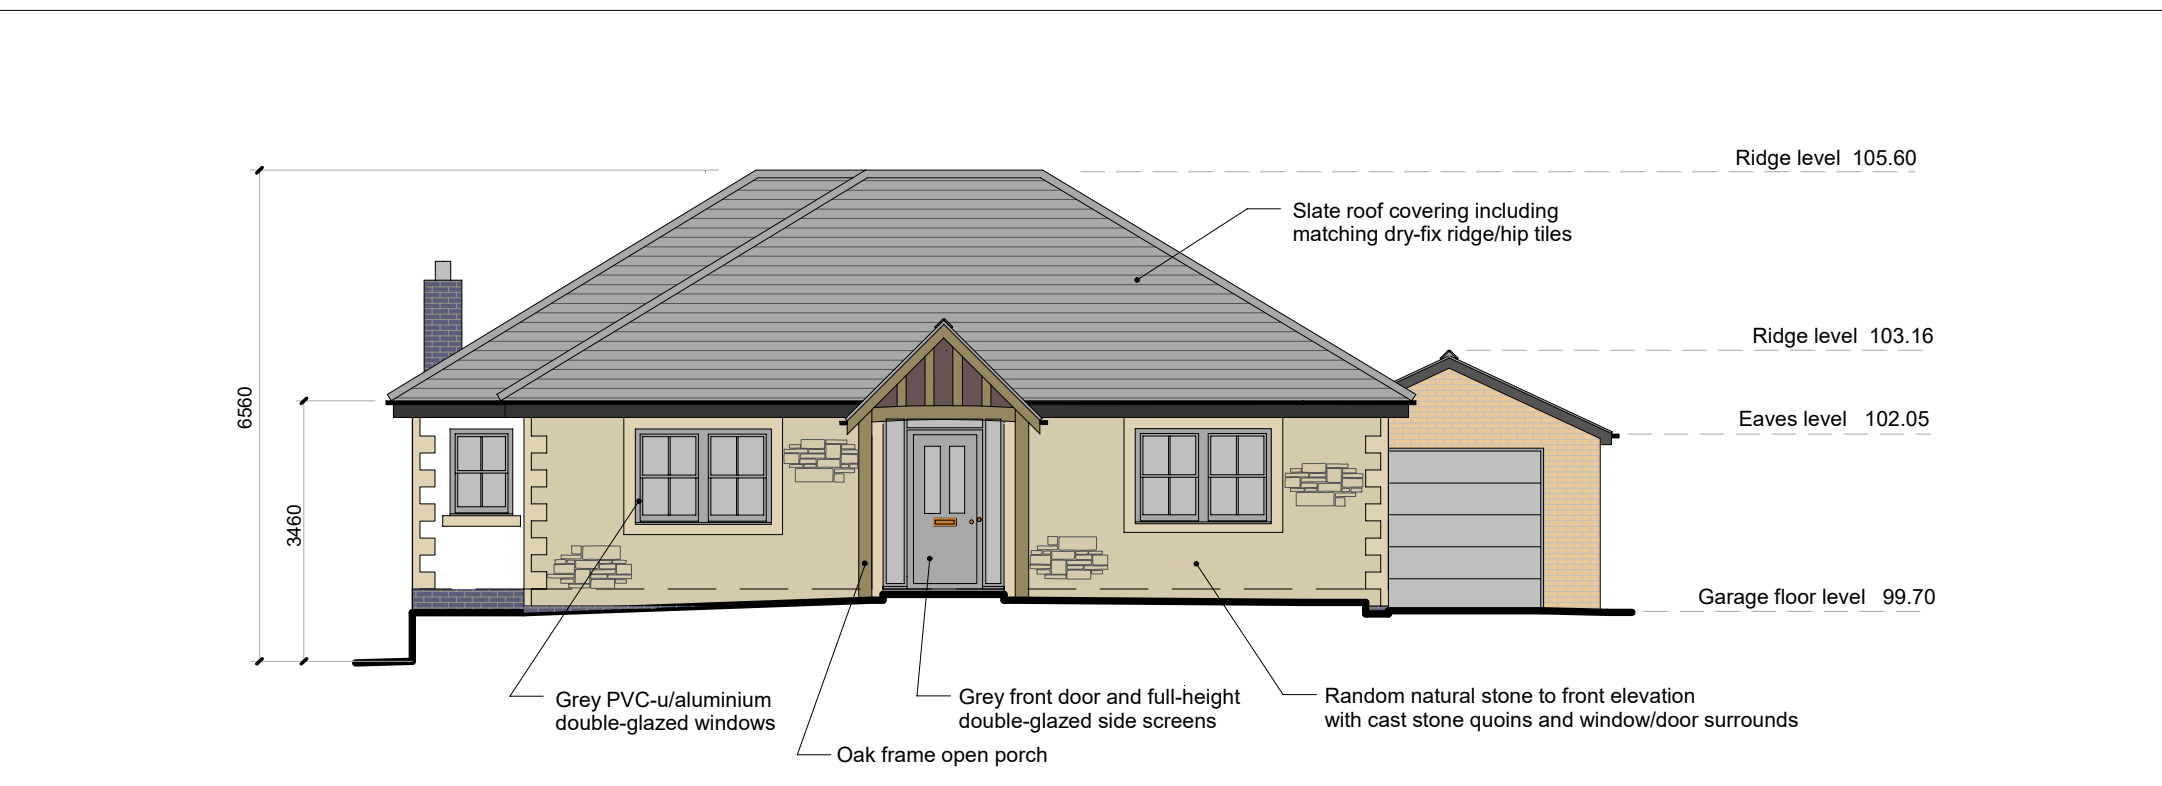 Ridge level 105.60
Slate roof covering including
matching dry-fix ridge/hip tiles
Ridge level 103.16
6560
Eaves level 102.05
3460
Garage floor level 99.70
Grey PVC-u/aluminium
double-glazed windows
Oak frame open porch
Grey front door and full-height
double-glazed side screens
Random natural stone to front elevation
with cast stone quoins and window/door surrounds